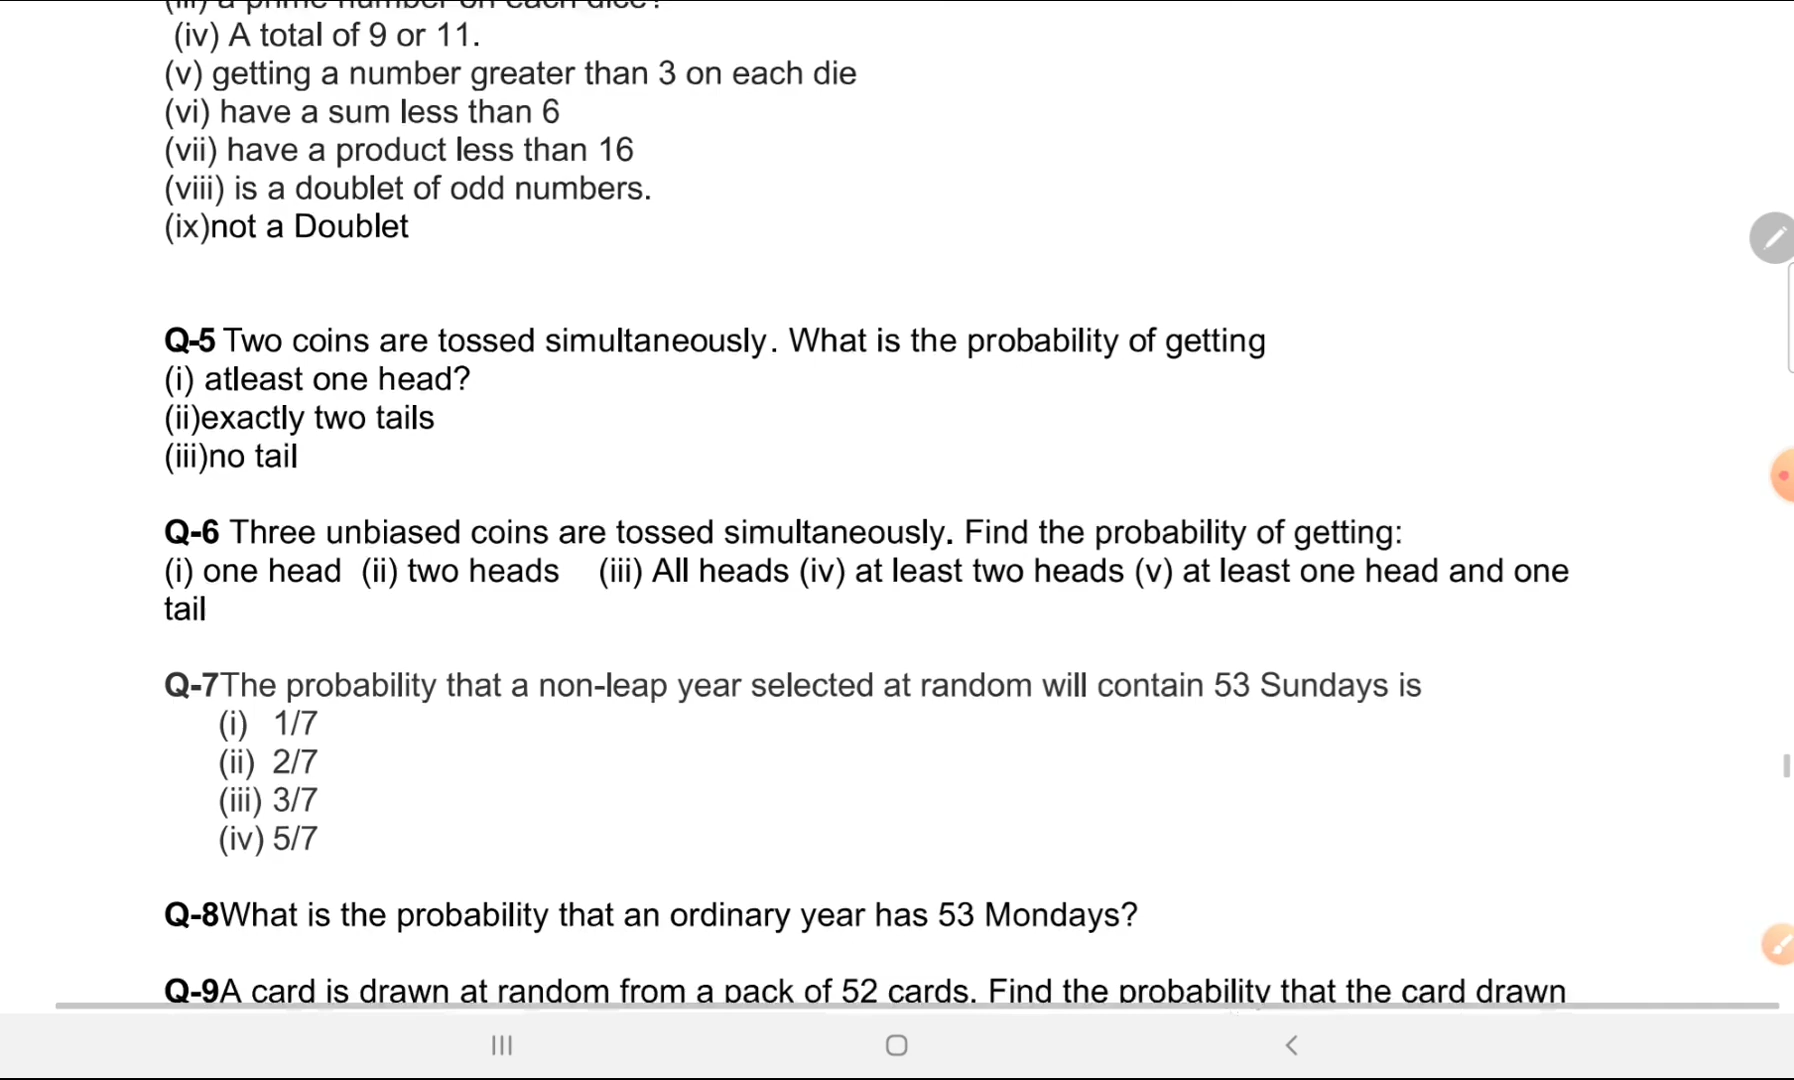 (iii) a prime number on each dice?
(iv) A total of 9 or 11.
(v) getting a number greater than 3 on each die
(vi) have a sum less than 6
(vii) have a product less than 16
(viii) is a doublet of odd numbers.
(ix)not a Doublet
Q-5 Two coins are tossed simultaneously. What is the probability of getting
(i) atleast one head?
(ii)exactly two tails
(iii)no tail
Q-6 Three unbiased coins are tossed simultaneously. Find the probability of getting:
(i) one head (ii) two heads (iii) All heads (iv) at least two heads (v) at least one head and one
tail
Q-7The probability that a non-leap year selected at random will contain 53 Sundays is
(i) 1/7
(ii) 2/7
(iii) 3/7
(iv) 5/7
Q-8What is the probability that an ordinary year has 53 Mondays?
Q-9A card is drawn at random from a pack of 52 cards. Find the probability that the card drawn